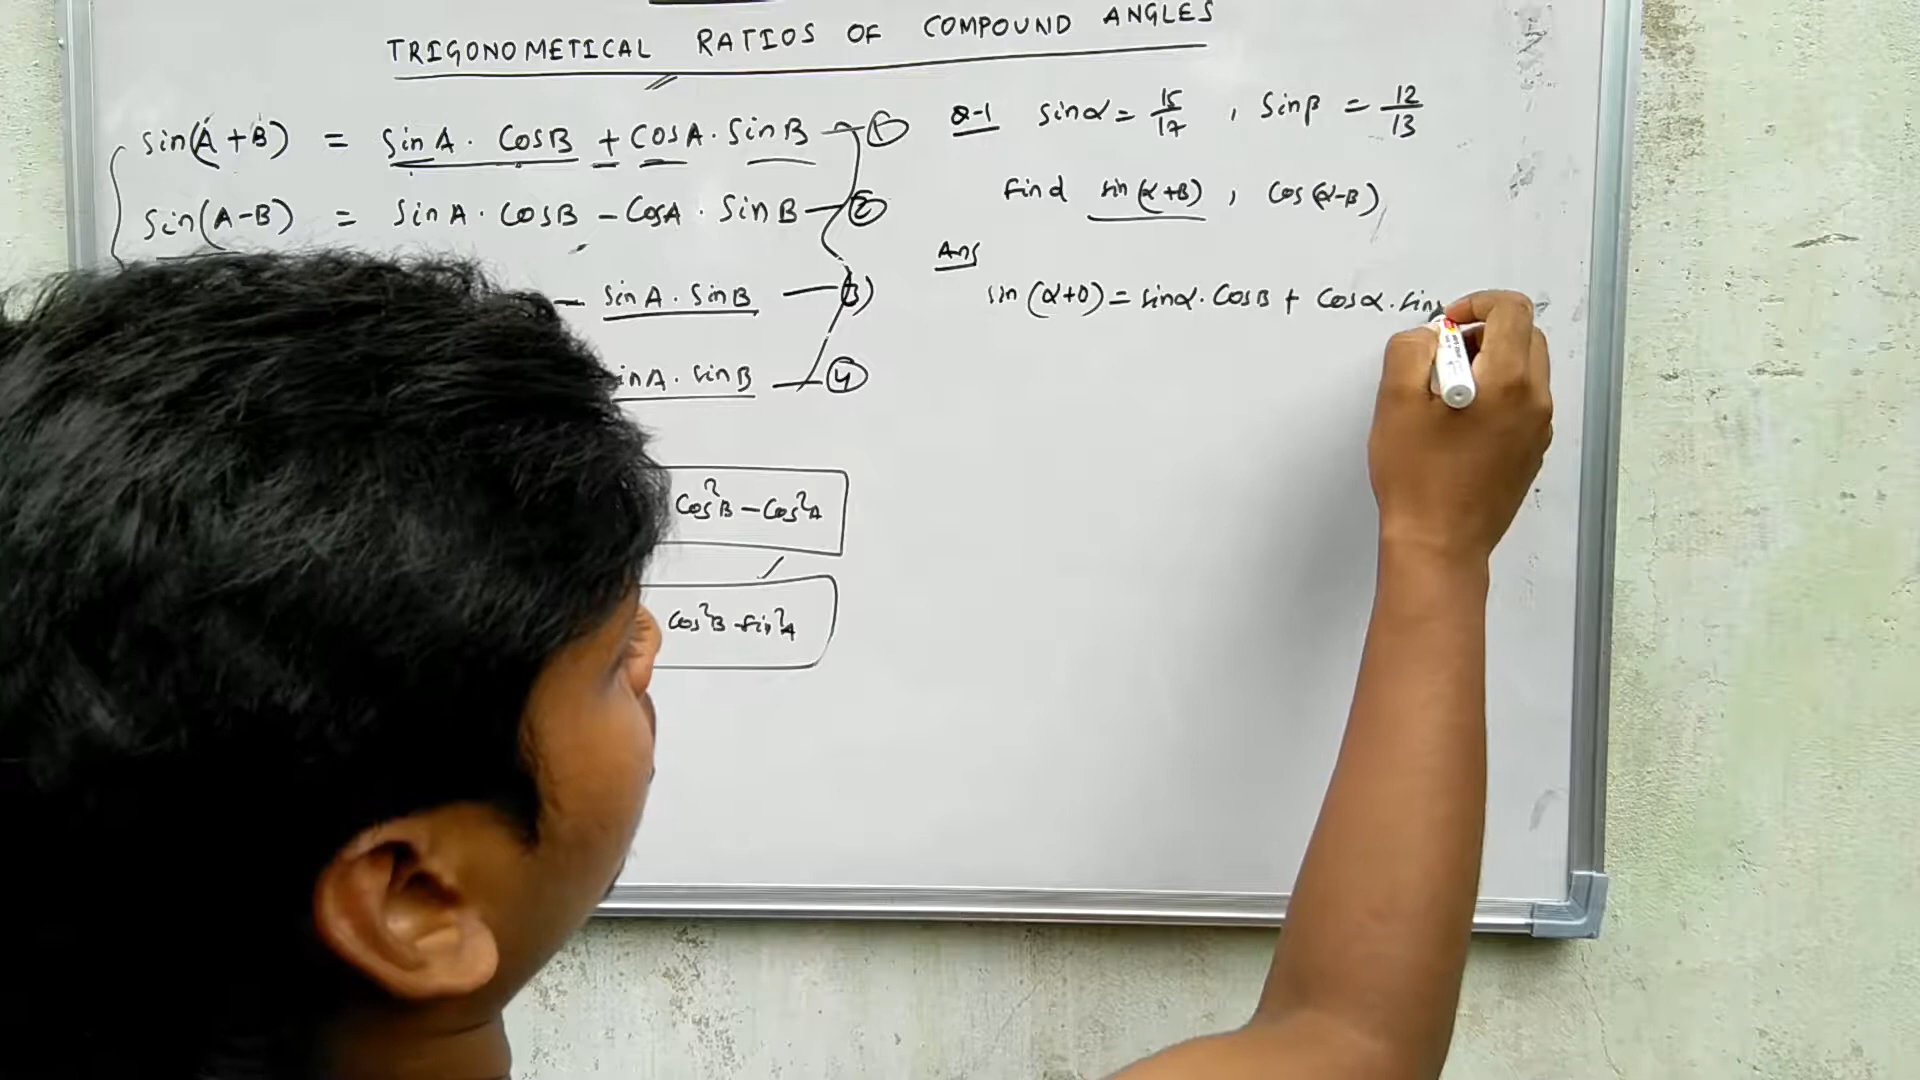 TRIGONOMETICAL RATIOS OF COMPOUND ANGLES
sin(A+B) = sinA · cosB + cosA · sinB — ①
sin(A-B) = sinA · cosB - cosA · sinB — ②
- sinA · sinB — 3)
inA · sinB — ④
cos²B - cos²A
cos²B - sin²A
Q-1 sinα = 15/17 , sinβ = 12/13
find sin(α+β) , cos(α-β)
Ans
sin(α+β) = sinα · cosβ + cosα · sin